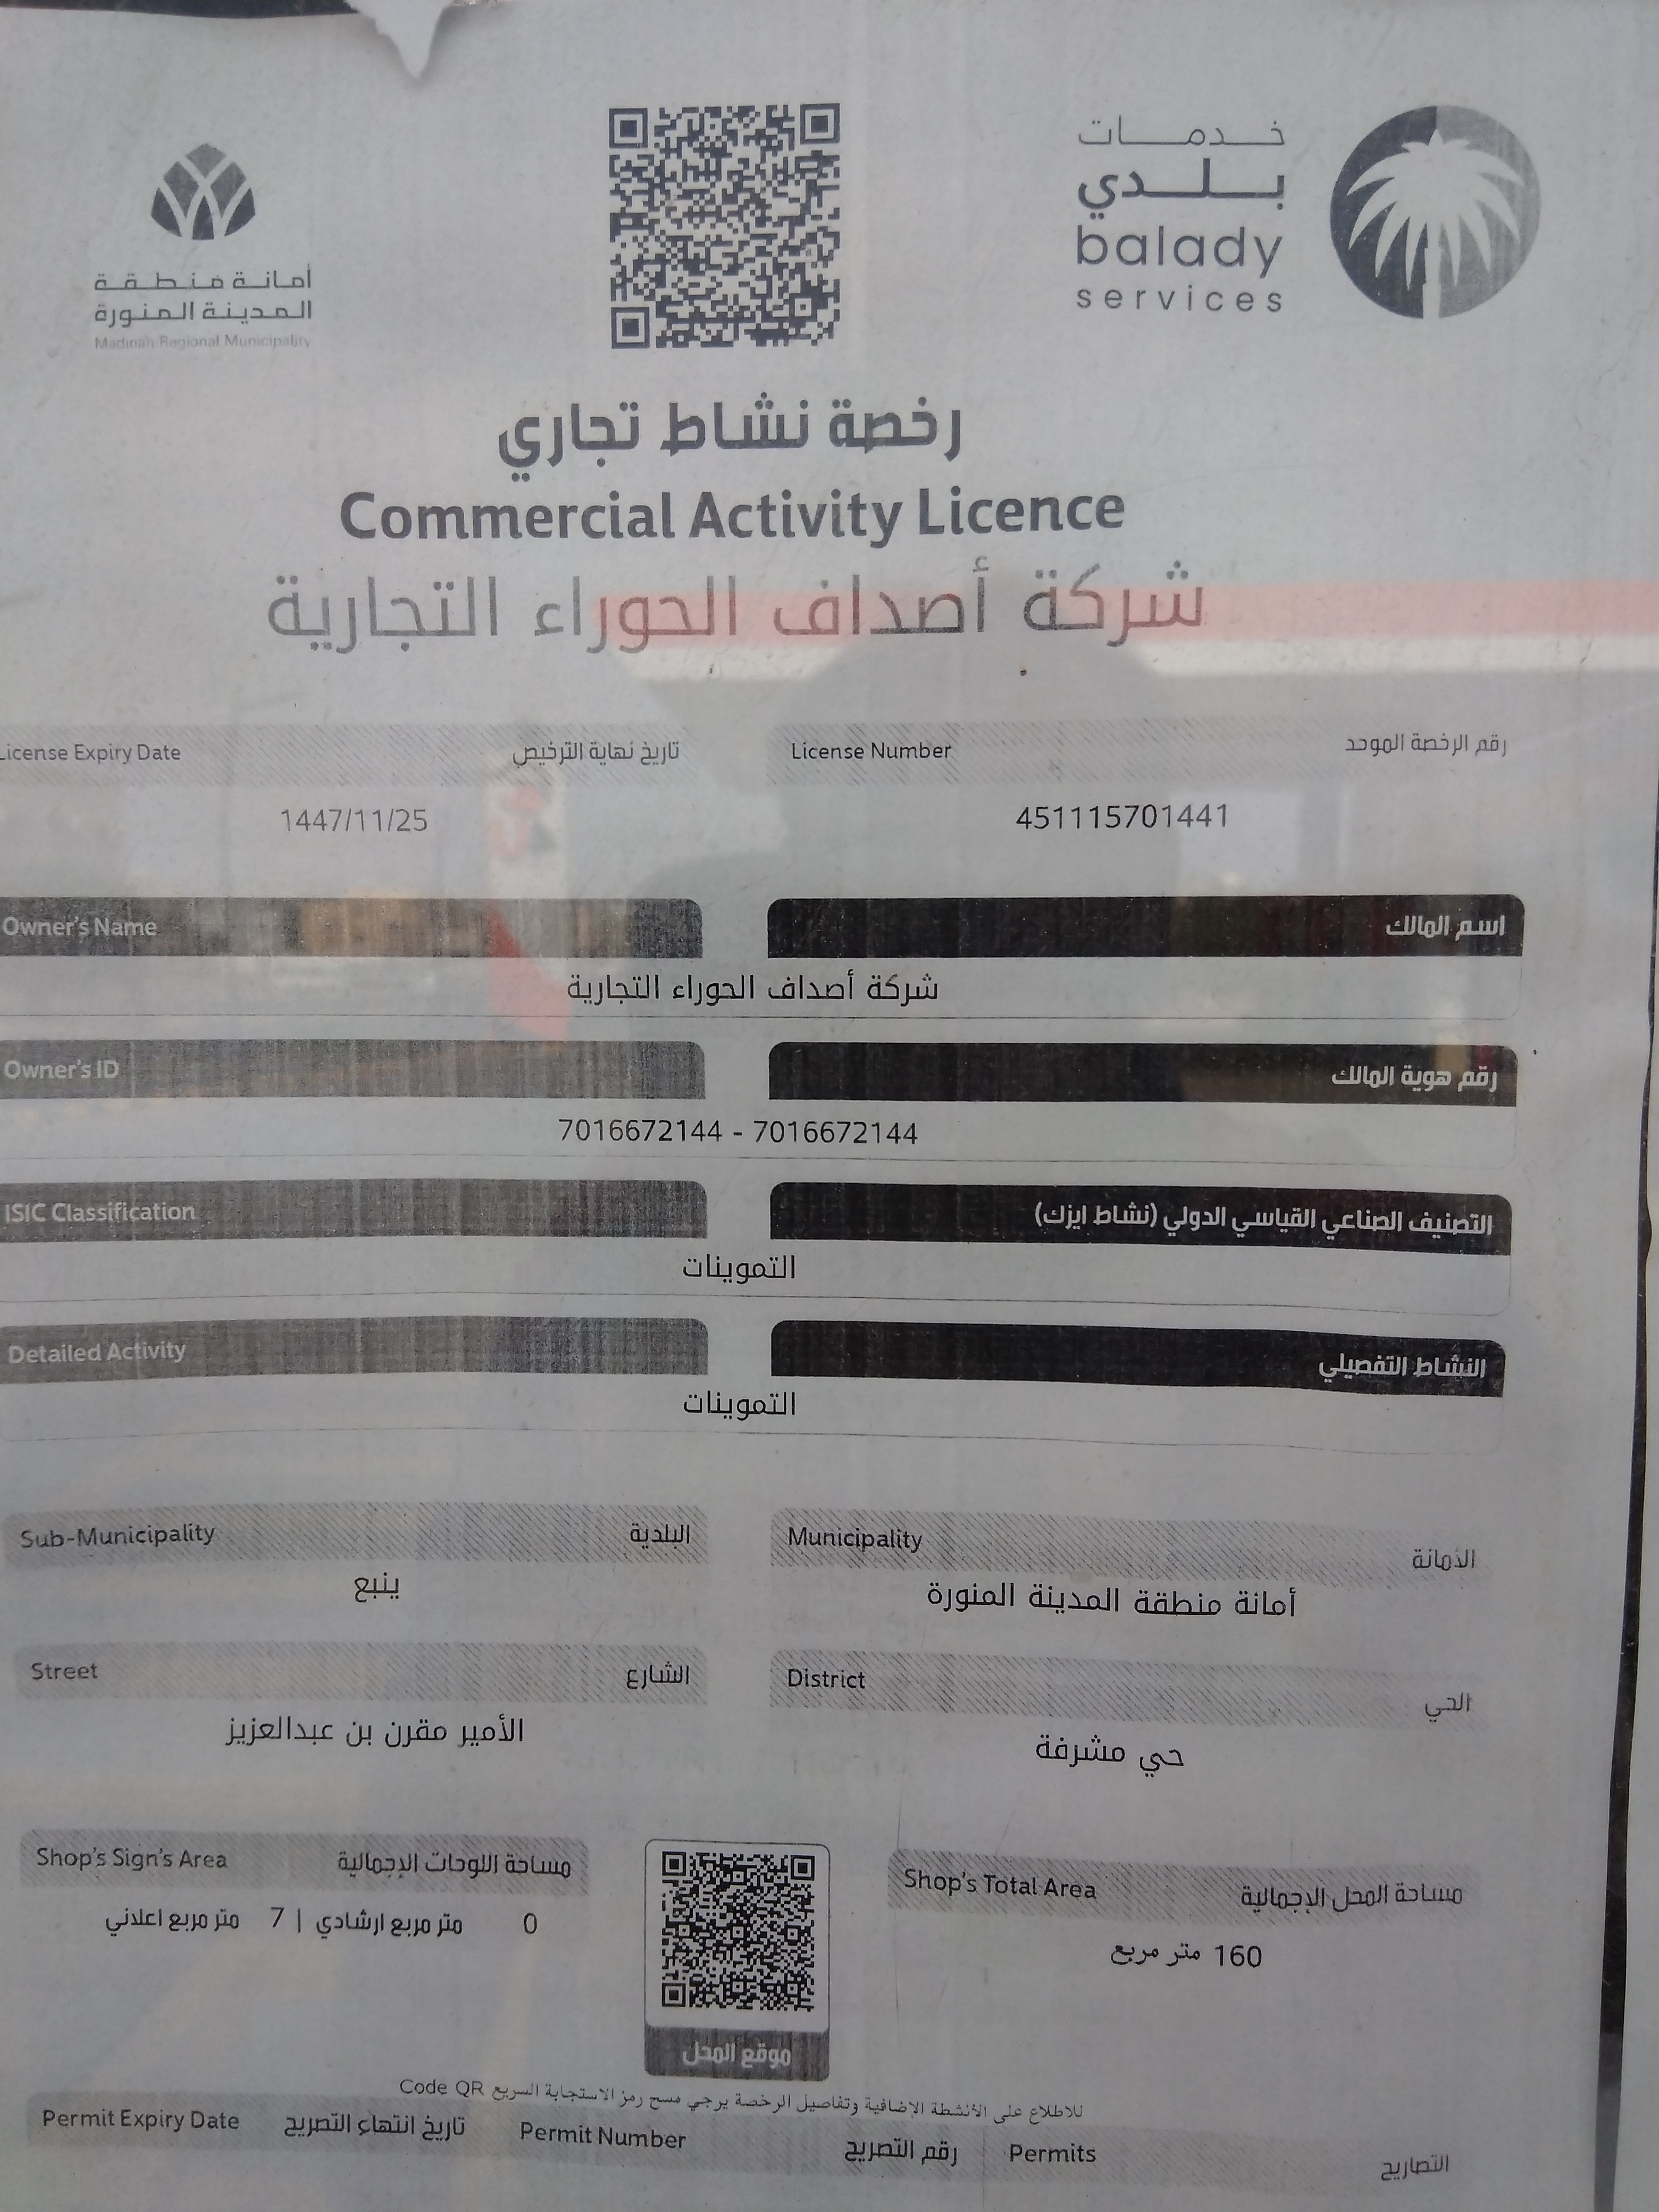 أمانة منطقة
المدينة المنورة
Madinah Regional Municipality
خدمات
بلدي
balady
services
رخصة نشاط تجاري
Commercial Activity Licence
شركة أصداف الحوراء التجارية
License Expiry Date تاريخ نهاية الترخيص
1447/11/25
License Number رقم الرخصة الموحد
451115701441
Owner's Name اسم المالك
شركة أصداف الحوراء التجارية
Owner's ID رقم هوية المالك
7016672144 - 7016672144
ISIC Classification التصنيف الصناعي القياسي الدولي (نشاط ايزك)
التموينات
Detailed Activity النشاط التفصيلي
التموينات
Sub-Municipality البلدية
ينبع
Municipality الأمانة
أمانة منطقة المدينة المنورة
Street الشارع
الأمير مقرن بن عبدالعزيز
District الحي
حي مشرفة
Shop's Sign's Area مساحة اللوحات الإجمالية
0 متر مربع ارشادي | 7 متر مربع اعلاني
Shop's Total Area مساحة المحل الإجمالية
160 متر مربع
موقع المحل
للاطلاع على الأنشطة الإضافية وتفاصيل الرخصة يرجي مسح رمز الاستجابة السريع Code QR
Permit Expiry Date تاريخ انتهاء التصريح
Permit Number رقم التصريح
Permits التصاريح